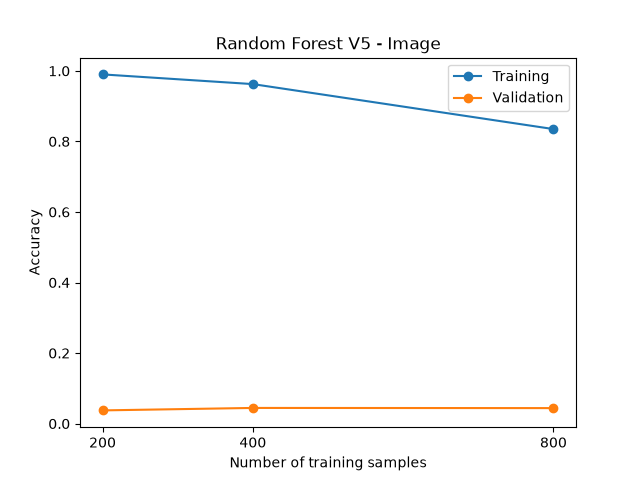 Random Forest V5 - Image
Training
Validation
1.0
0.8
0.6
0.4
0.2
0.0
Accuracy
200
400
800
Number of training samples